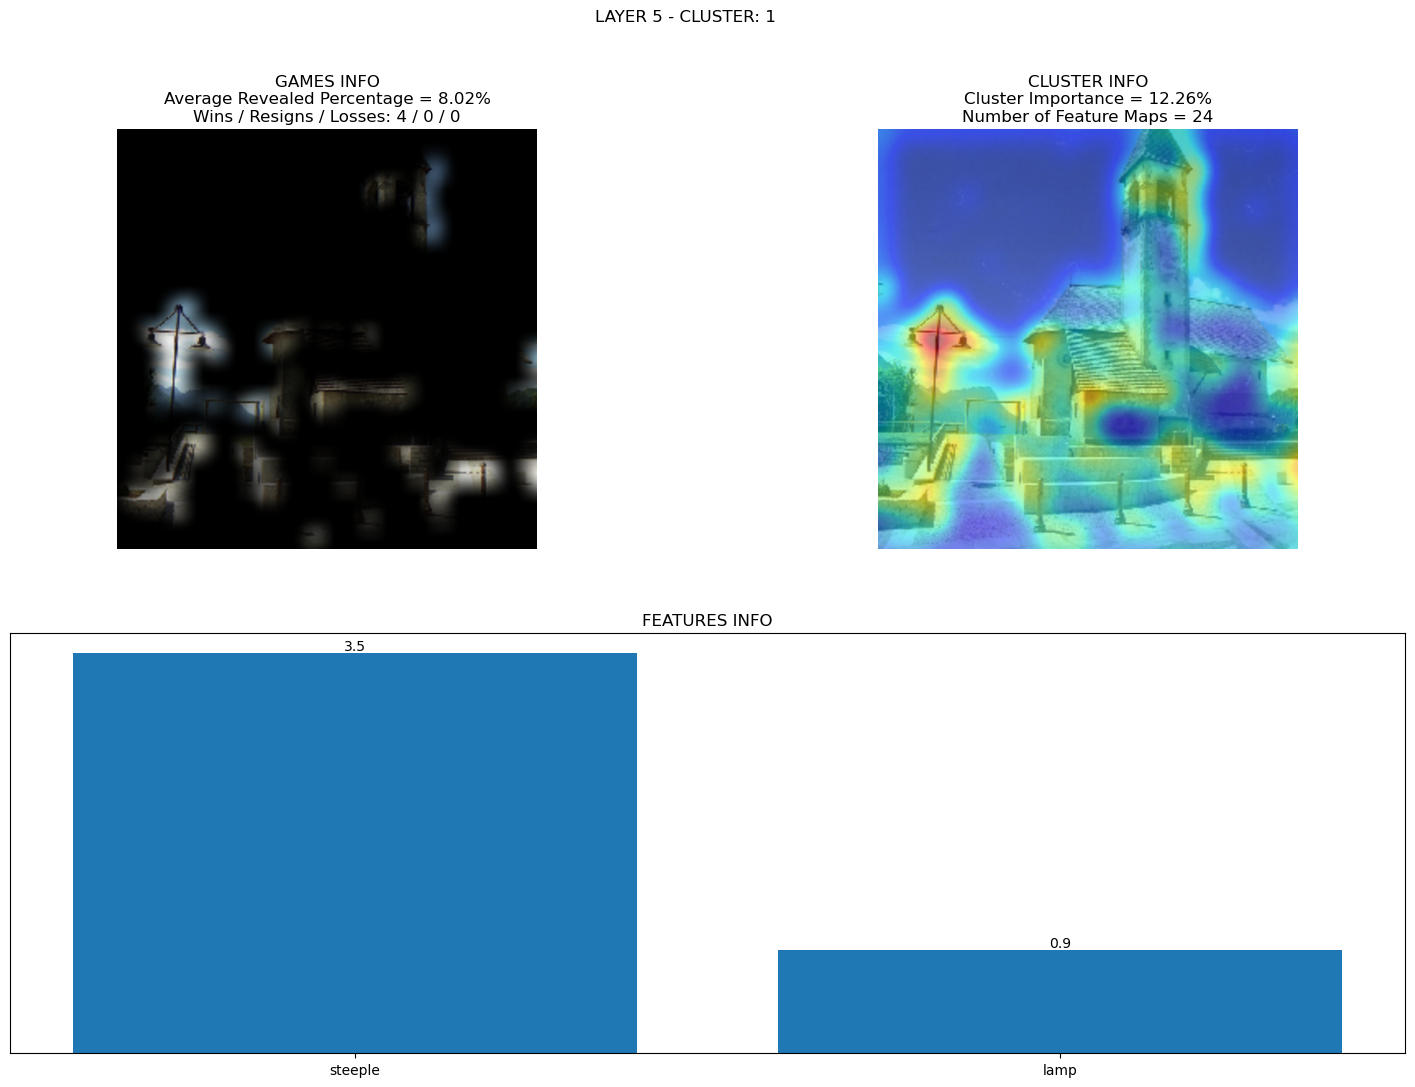 LAYER 5 - CLUSTER: 1
GAMES INFO
Average Revealed Percentage = 8.02%
Wins / Resigns / Losses: 4 / 0 / 0
CLUSTER INFO
Cluster Importance = 12.26%
Number of Feature Maps = 24
FEATURES INFO
3.5
0.9
steeple
lamp